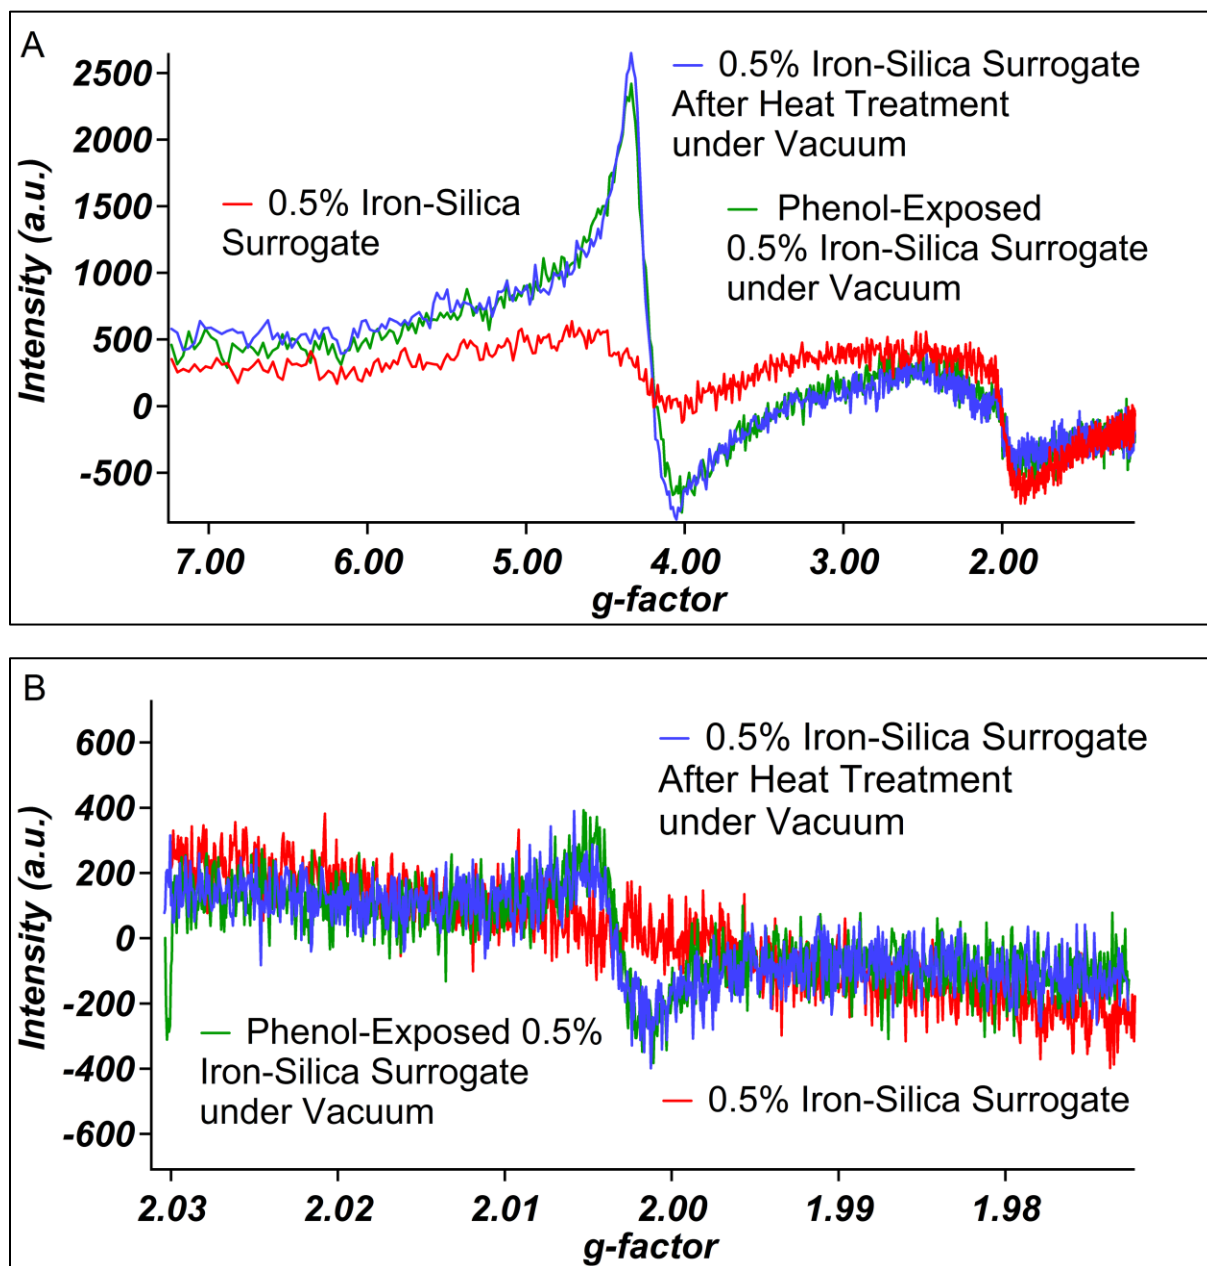 A
0.5% Iron-Silica Surrogate
After Heat Treatment
under Vacuum
0.5% Iron-Silica
Surrogate
Phenol-Exposed
0.5% Iron-Silica Surrogate
under Vacuum
Intensity (a.u.)
2500
2000
1500
1000
500
0
-500
7.00 6.00 5.00 4.00 3.00 2.00
g-factor
B
0.5% Iron-Silica Surrogate
After Heat Treatment
under Vacuum
Intensity (a.u.)
600
400
200
0
-200
-400
-600
Phenol-Exposed 0.5%
Iron-Silica Surrogate
under Vacuum
0.5% Iron-Silica Surrogate
2.03 2.02 2.01 2.00 1.99 1.98
g-factor